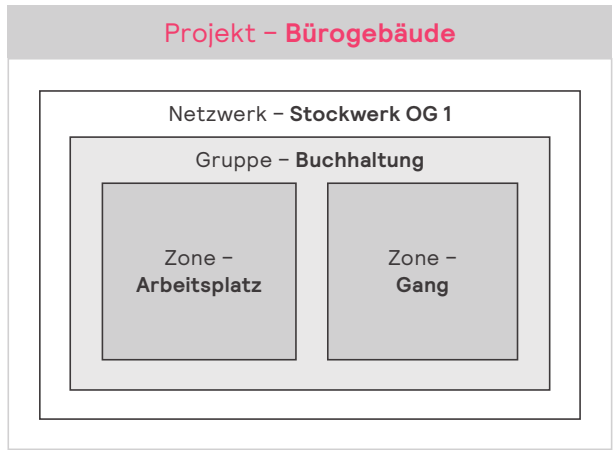 Projekt – Bürogebäude
Netzwerk – Stockwerk OG 1
Gruppe – Buchhaltung
Zone –
Arbeitsplatz
Zone –
Gang